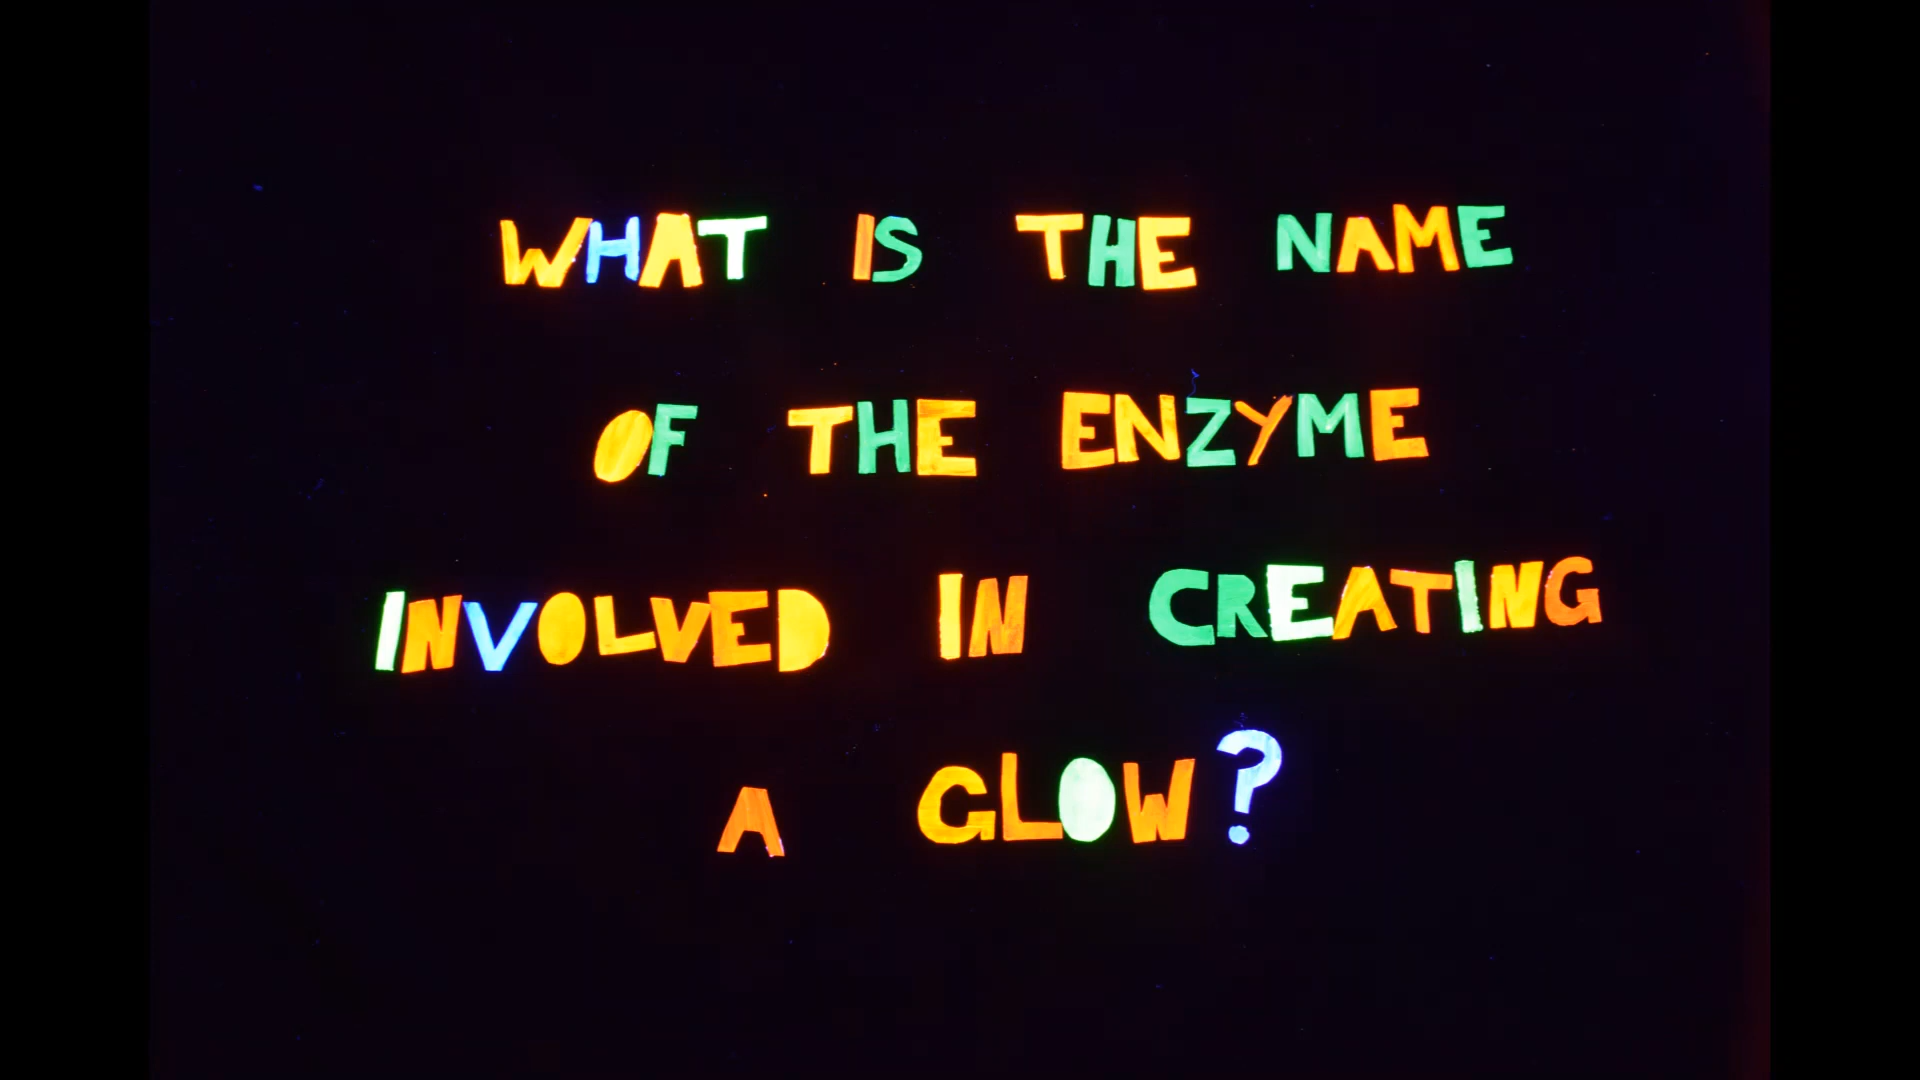 WHAT IS THE NAME
OF THE ENZYME
INVOLVED IN CREATING
A GLOW?